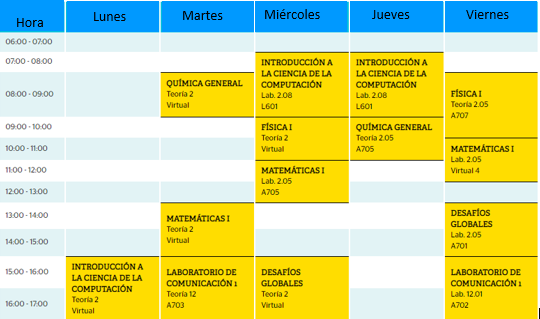 Hora Lunes Martes Miércoles Jueves Viernes
06:00 - 07:00
07:00 - 08:00
08:00 - 09:00
09:00 - 10:00
10:00 - 11:00
11:00 - 12:00
12:00 - 13:00
13:00 - 14:00
14:00 - 15:00
15:00 - 16:00
16:00 - 17:00
INTRODUCCIÓN A
LA CIENCIA DE LA
COMPUTACIÓN
Teoría 2
Virtual
QUÍMICA GENERAL
Teoría 2
Virtual
MATEMÁTICAS I
Teoría 2
Virtual
LABORATORIO DE
COMUNICACIÓN 1
Teoría 12
A703
INTRODUCCIÓN A
LA CIENCIA DE LA
COMPUTACIÓN
Lab. 2.08
L601
FÍSICA I
Teoría 2
Virtual
MATEMÁTICAS I
Lab. 2.05
A705
DESAFÍOS
GLOBALES
Teoría 2
Virtual
INTRODUCCIÓN A
LA CIENCIA DE LA
COMPUTACIÓN
Lab. 2.08
L601
QUÍMICA GENERAL
Teoría 2.05
A705
FÍSICA I
Teoría 2.05
A707
MATEMÁTICAS I
Lab. 2.05
Virtual 4
DESAFÍOS
GLOBALES
Lab. 2.05
A701
LABORATORIO DE
COMUNICACIÓN 1
Lab. 12.01
A702